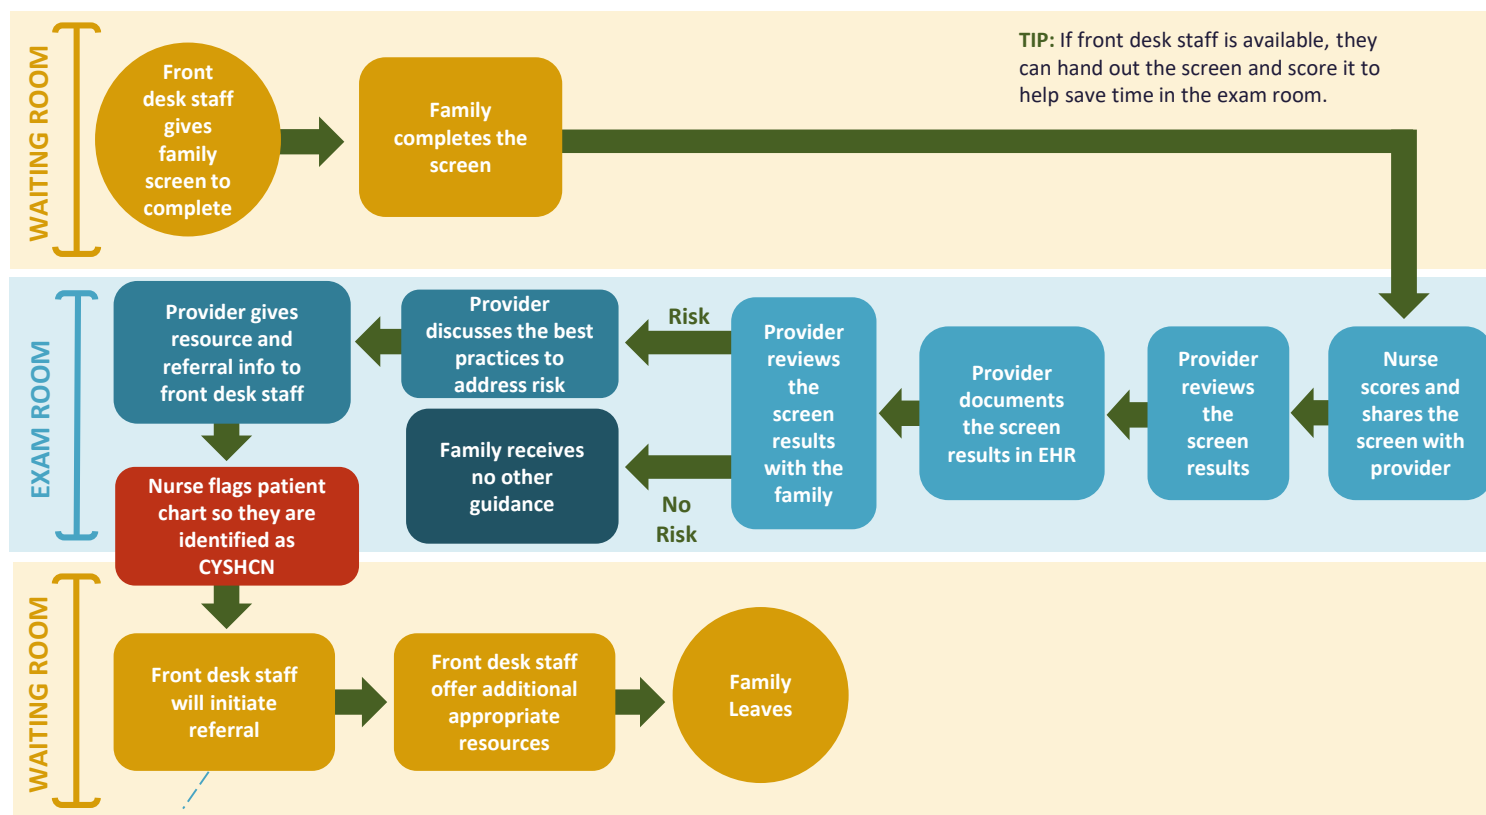 WAITING ROOM
Front
desk staff
gives
family
screen to
complete
Family
completes the
screen
TIP: If front desk staff is available, they
can hand out the screen and score it to
help save time in the exam room.
EXAM ROOM
Nurse
scores and
shares the
screen with
provider
Provider
reviews
the
screen
results
Provider
documents
the screen
results in EHR
Provider
reviews
the
screen
results
with the
family
Risk
Provider
discusses the best
practices to
address risk
Provider gives
resource and
referral info to
front desk staff
No
Risk
Family receives
no other
guidance
Nurse flags patient
chart so they are
identified as
CYSHCN
WAITING ROOM
Front desk staff
will initiate
referral
Front desk staff
offer additional
appropriate
resources
Family
Leaves